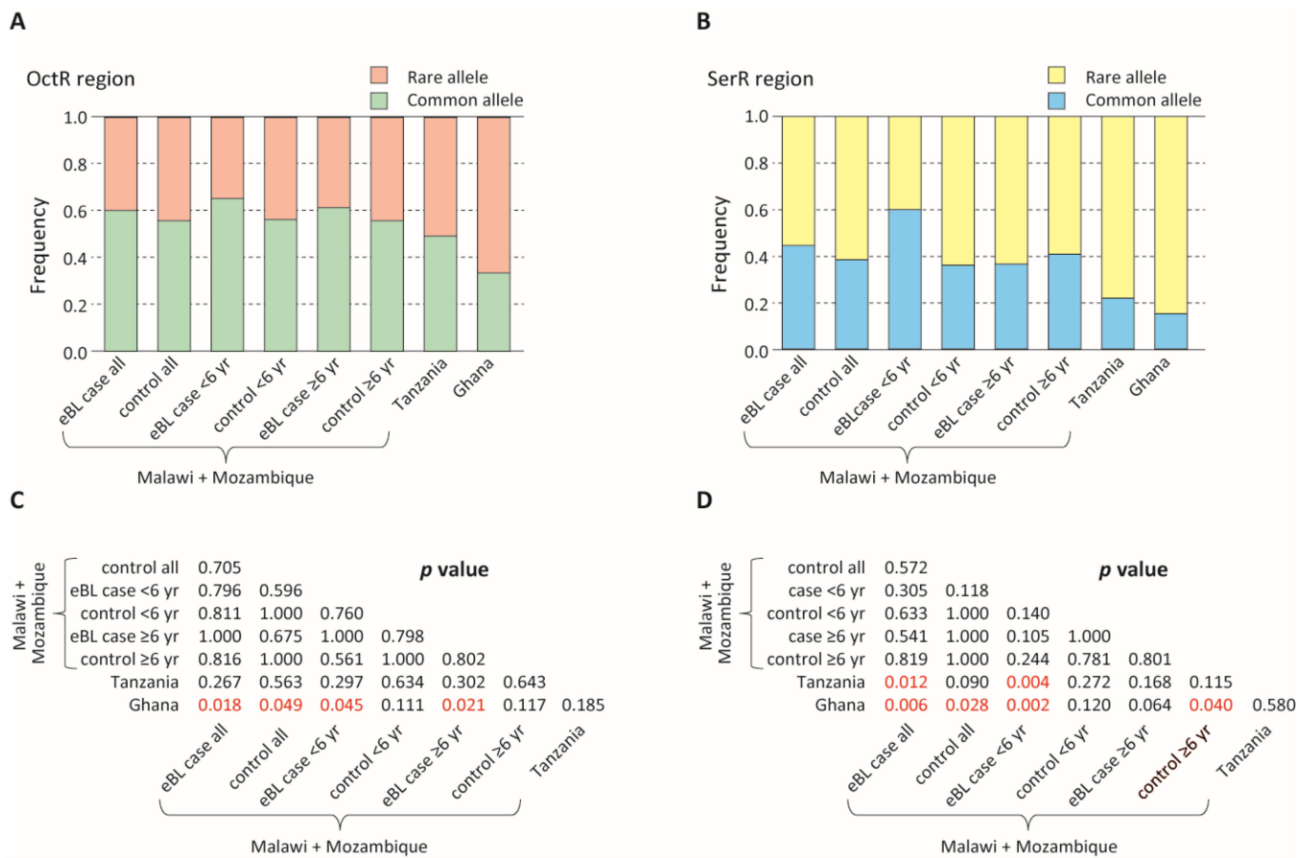 A
OctR region
Rare allele
Common allele
1.0
0.8
0.6
0.4
0.2
0.0
Frequency
eBL case all
control all
eBL case <6 yr
control <6 yr
eBL case ≥6 yr
control ≥6 yr
Tanzania
Ghana
Malawi + Mozambique
B
SerR region
Rare allele
Common allele
1.0
0.8
0.6
0.4
0.2
0.0
Frequency
eBL case all
control all
eBLcase <6 yr
control <6 yr
eBL case ≥6 yr
control ≥6 yr
Tanzania
Ghana
Malawi + Mozambique
C
Malawi +
Mozambique
p value
control all 0.705
eBL case <6 yr 0.796 0.596
control <6 yr 0.811 1.000 0.760
eBL case ≥6 yr 1.000 0.675 1.000 0.798
control ≥6 yr 0.816 1.000 0.561 1.000 0.802
Tanzania 0.267 0.563 0.297 0.634 0.302 0.643
Ghana 0.018 0.049 0.045 0.111 0.021 0.117 0.185
eBL case all
control all
eBL case <6 yr
control <6 yr
eBL case ≥6 yr
control ≥6 yr
Tanzania
Malawi + Mozambique
D
Malawi +
Mozambique
p value
control all 0.572
case <6 yr 0.305 0.118
control <6 yr 0.633 1.000 0.140
case ≥6 yr 0.541 1.000 0.105 1.000
control ≥6 yr 0.819 1.000 0.244 0.781 0.801
Tanzania 0.012 0.090 0.004 0.272 0.168 0.115
Ghana 0.006 0.028 0.002 0.120 0.064 0.040 0.580
eBL case all
control all
eBL case <6 yr
control <6 yr
eBL case ≥6 yr
control ≥6 yr
Tanzania
Malawi + Mozambique